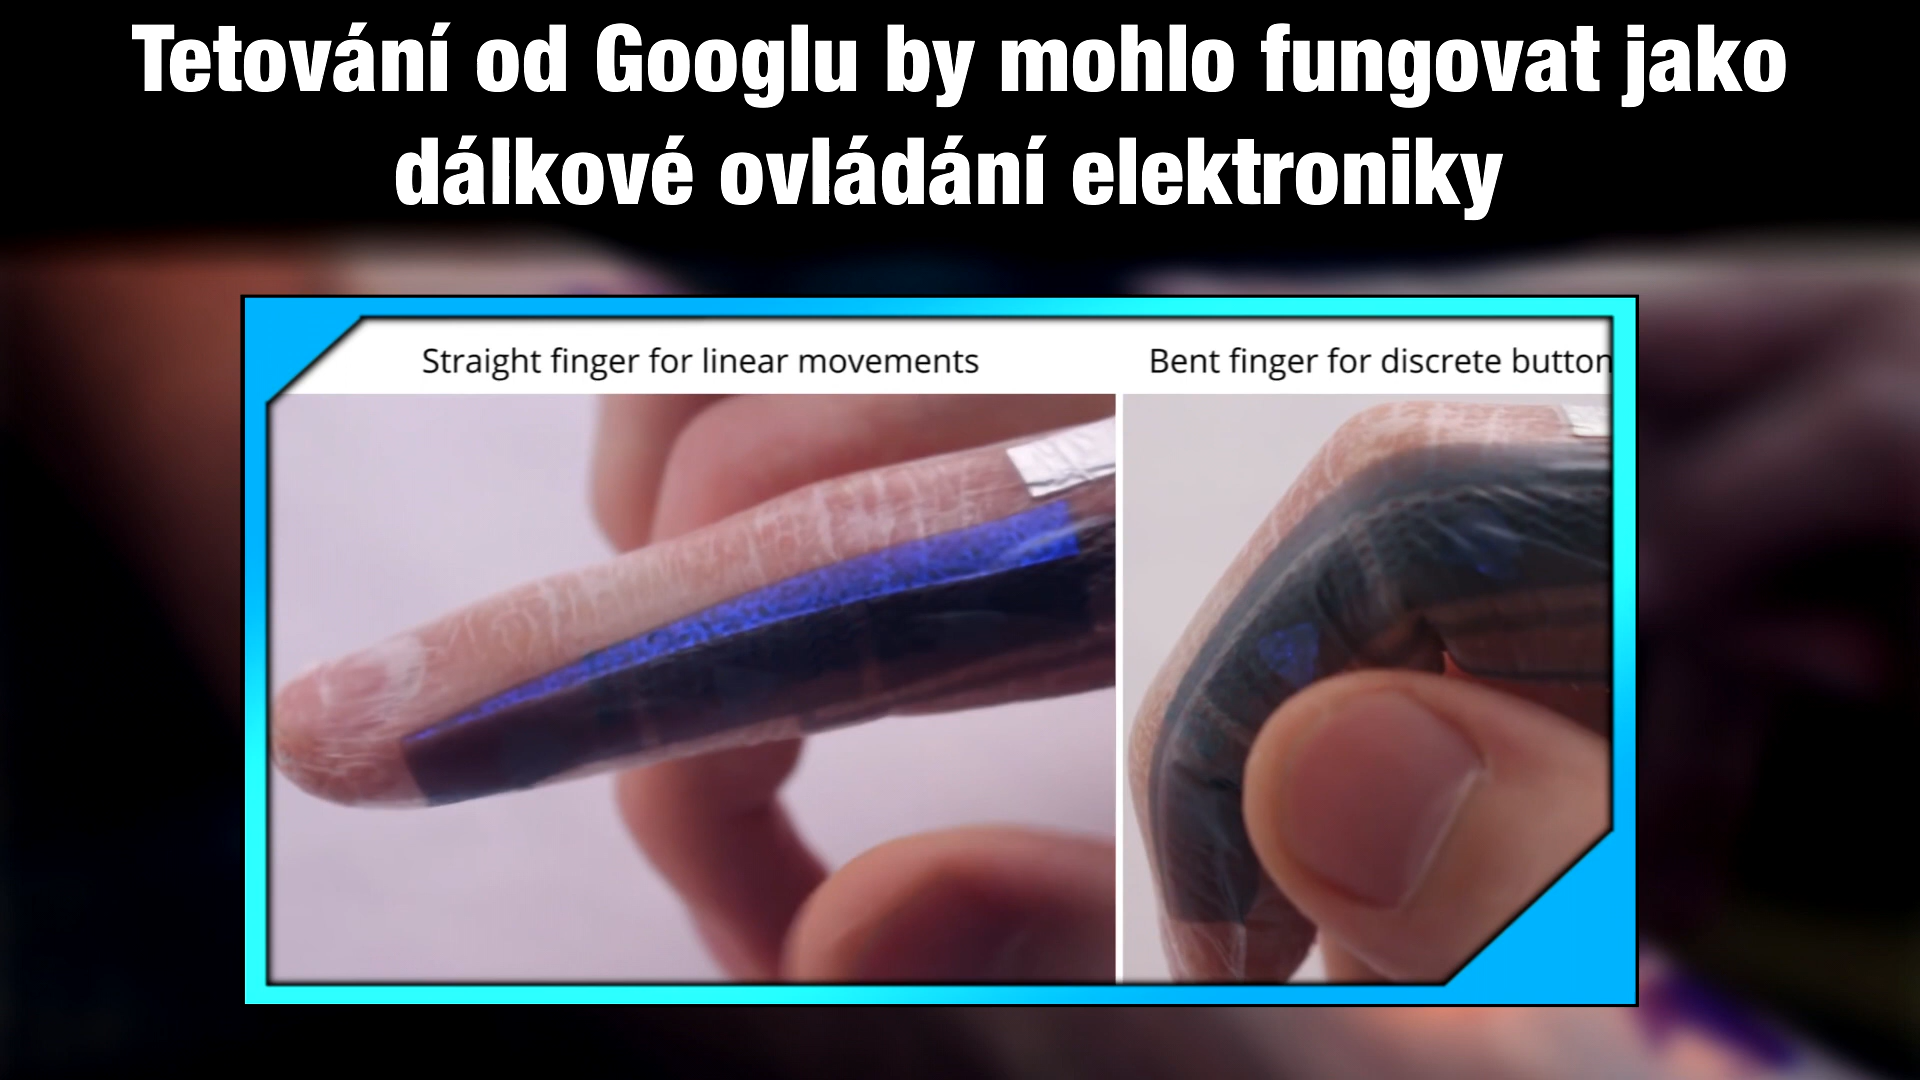 Tetování od Googlu by mohlo fungovat jako
dálkové ovládání elektroniky
Straight finger for linear movements
Bent finger for discrete button